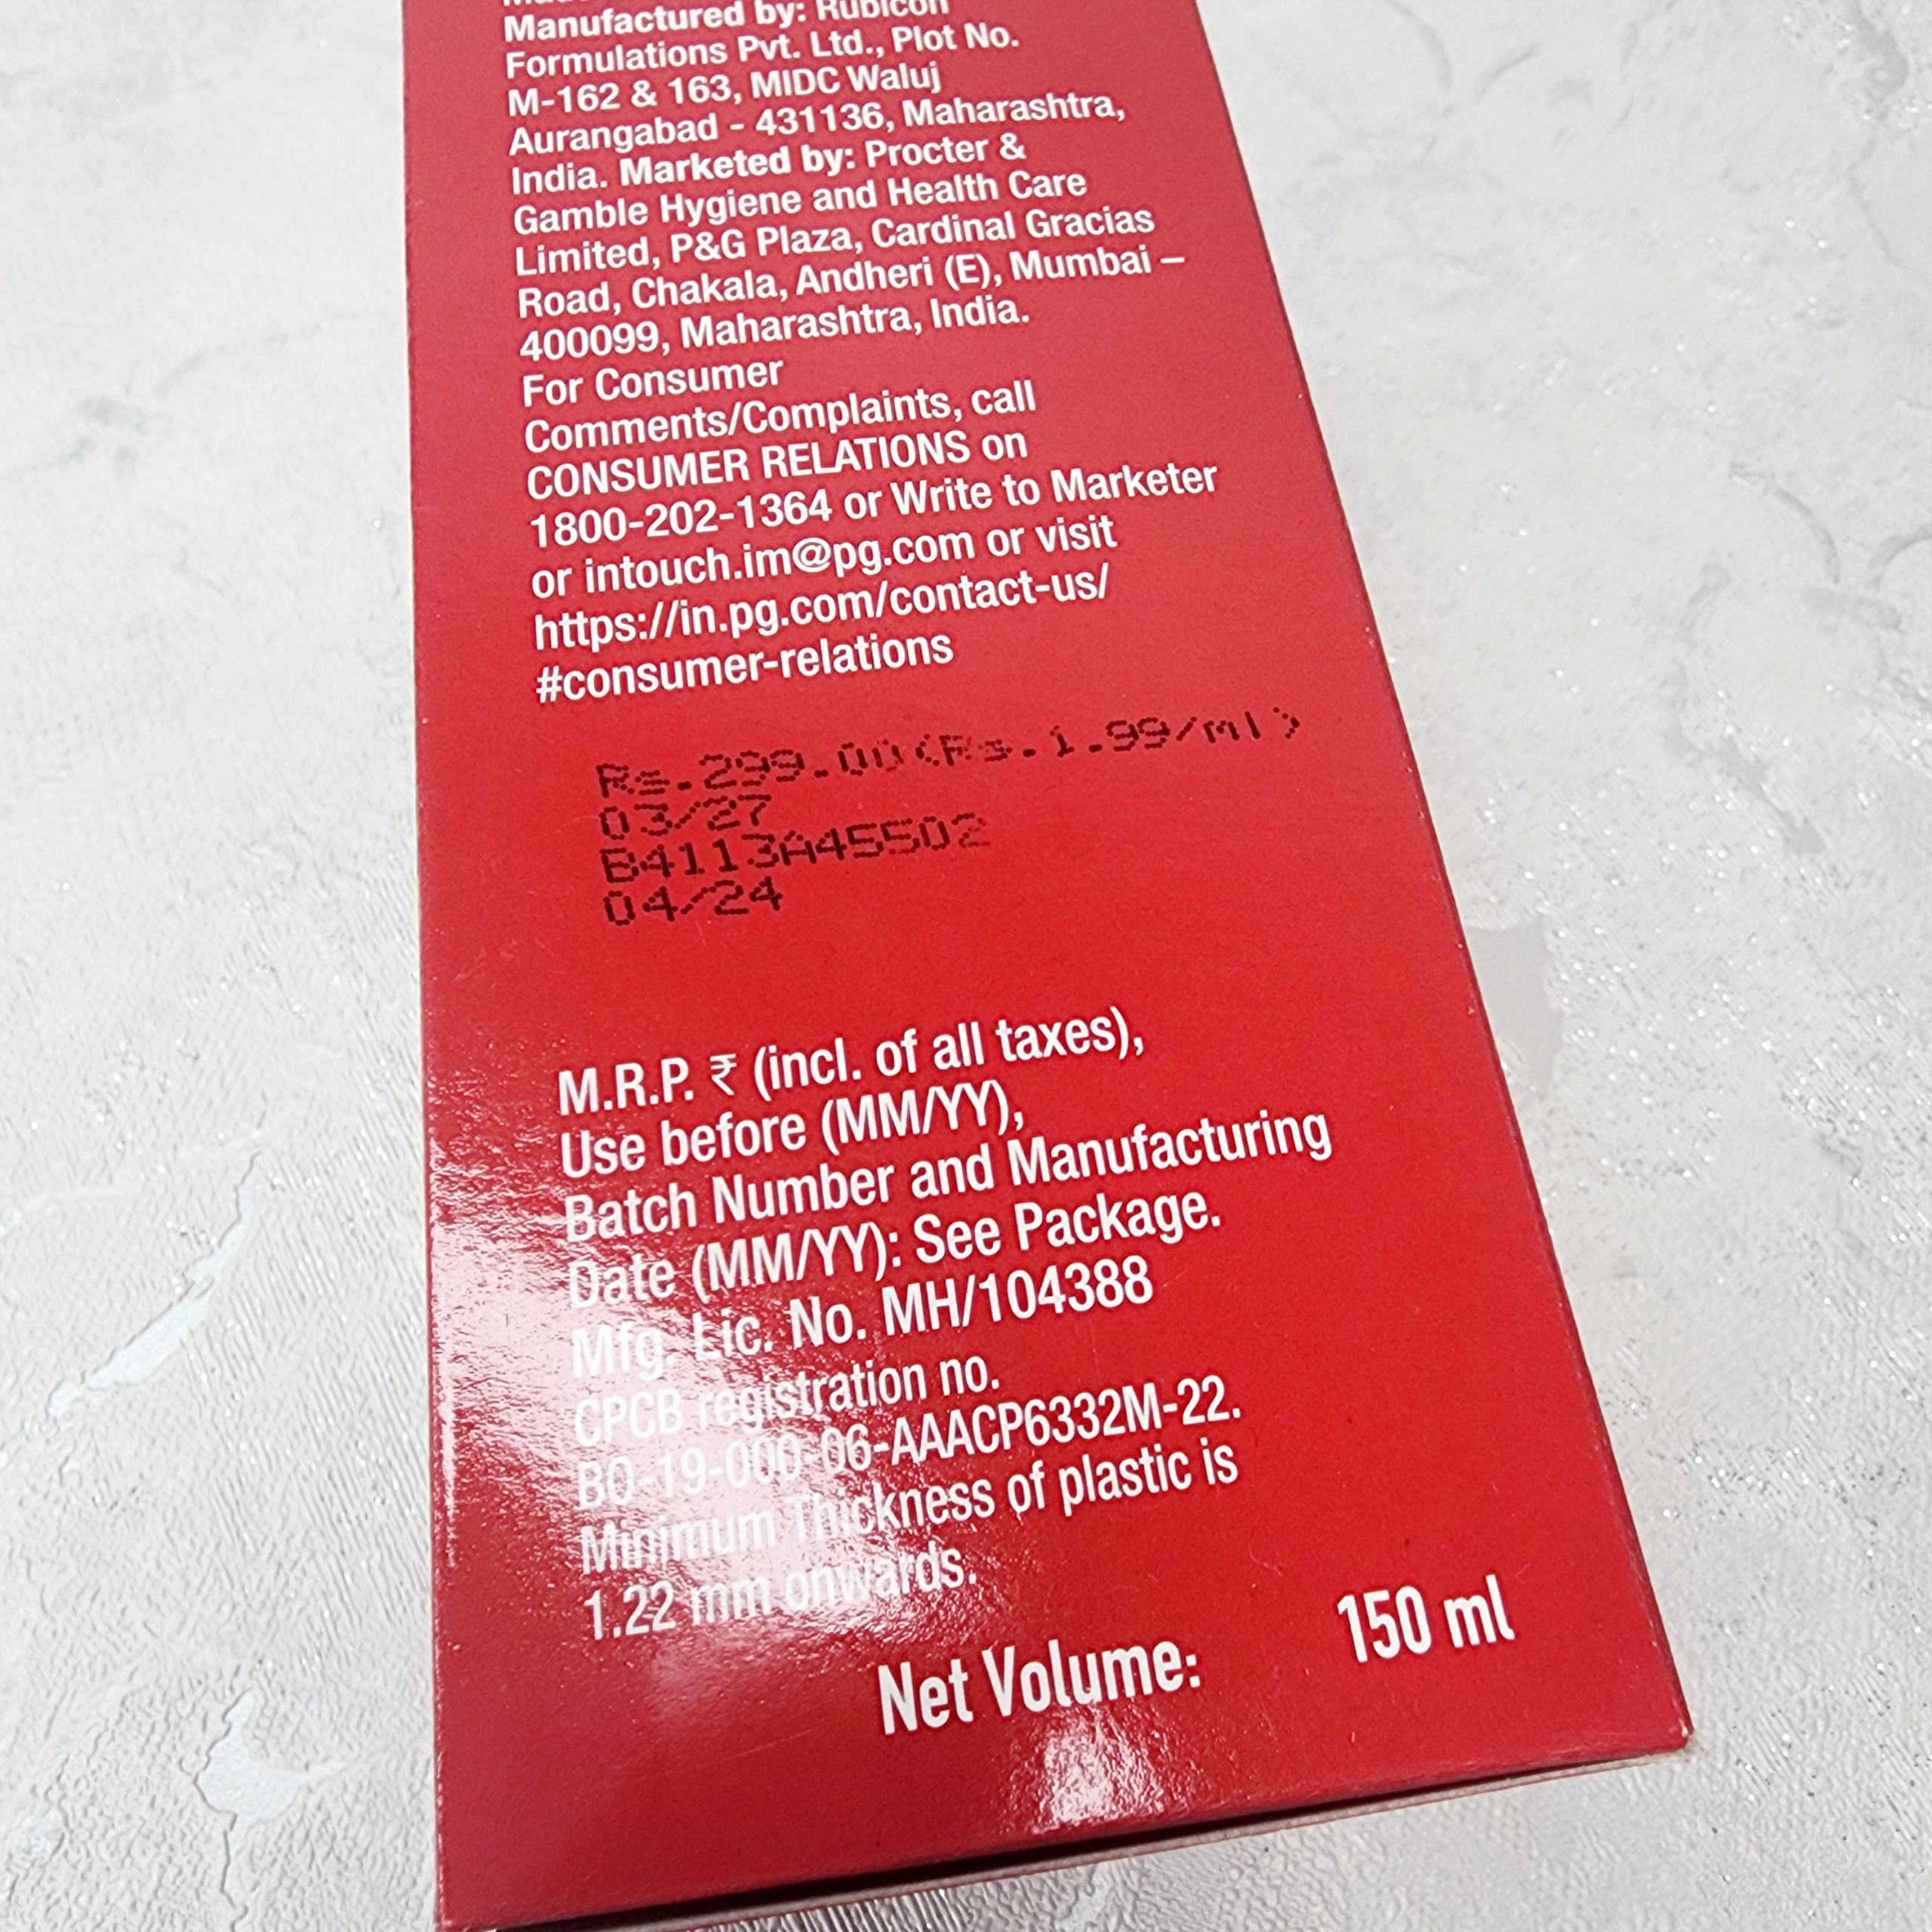 Manufactured by: Rubicon
Formulations Pvt. Ltd., Plot No.
M-162 & 163, MIDC Waluj
Aurangabad - 431136, Maharashtra,
India. Marketed by: Procter &
Gamble Hygiene and Health Care
Limited, P&G Plaza, Cardinal Gracias
Road, Chakala, Andheri (E), Mumbai –
400099, Maharashtra, India.
For Consumer
Comments/Complaints, call
CONSUMER RELATIONS on
1800-202-1364 or Write to Marketer
or intouch.im@pg.com or visit
https://in.pg.com/contact-us/
#consumer-relations
Rs.299.00(Rs.1.99/ml)
03/27
B4113A45502
04/24
M.R.P. ₹ (incl. of all taxes),
Use before (MM/YY),
Batch Number and Manufacturing
Date (MM/YY): See Package.
Mfg. Lic. No. MH/104388
CPCB registration no.
BO-19-000-06-AAACP6332M-22.
Minimum Thickness of plastic is
1.22 mm onwards.
Net Volume: 150 ml